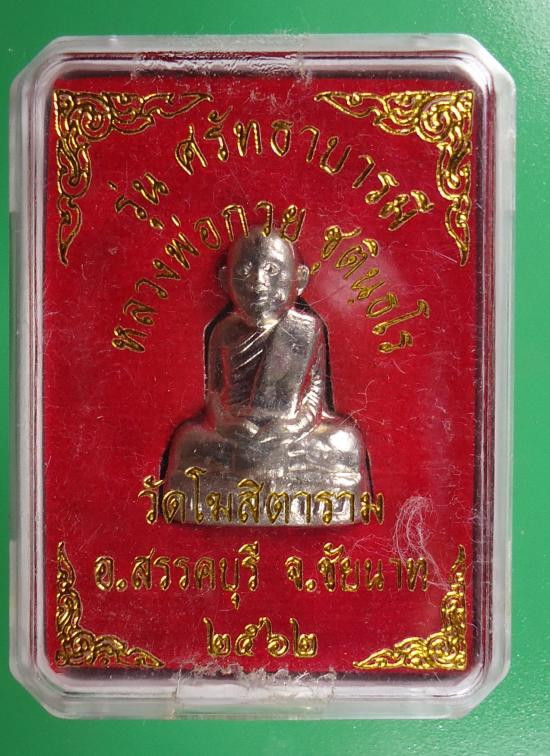 รุ่น ศรัทธาบารมี
หลวงพ่อกวย ชุตินฺธโร
วัดโฆสิตาราม
อ.สรรคบุรี จ.ชัยนาท
๒๕๖๒